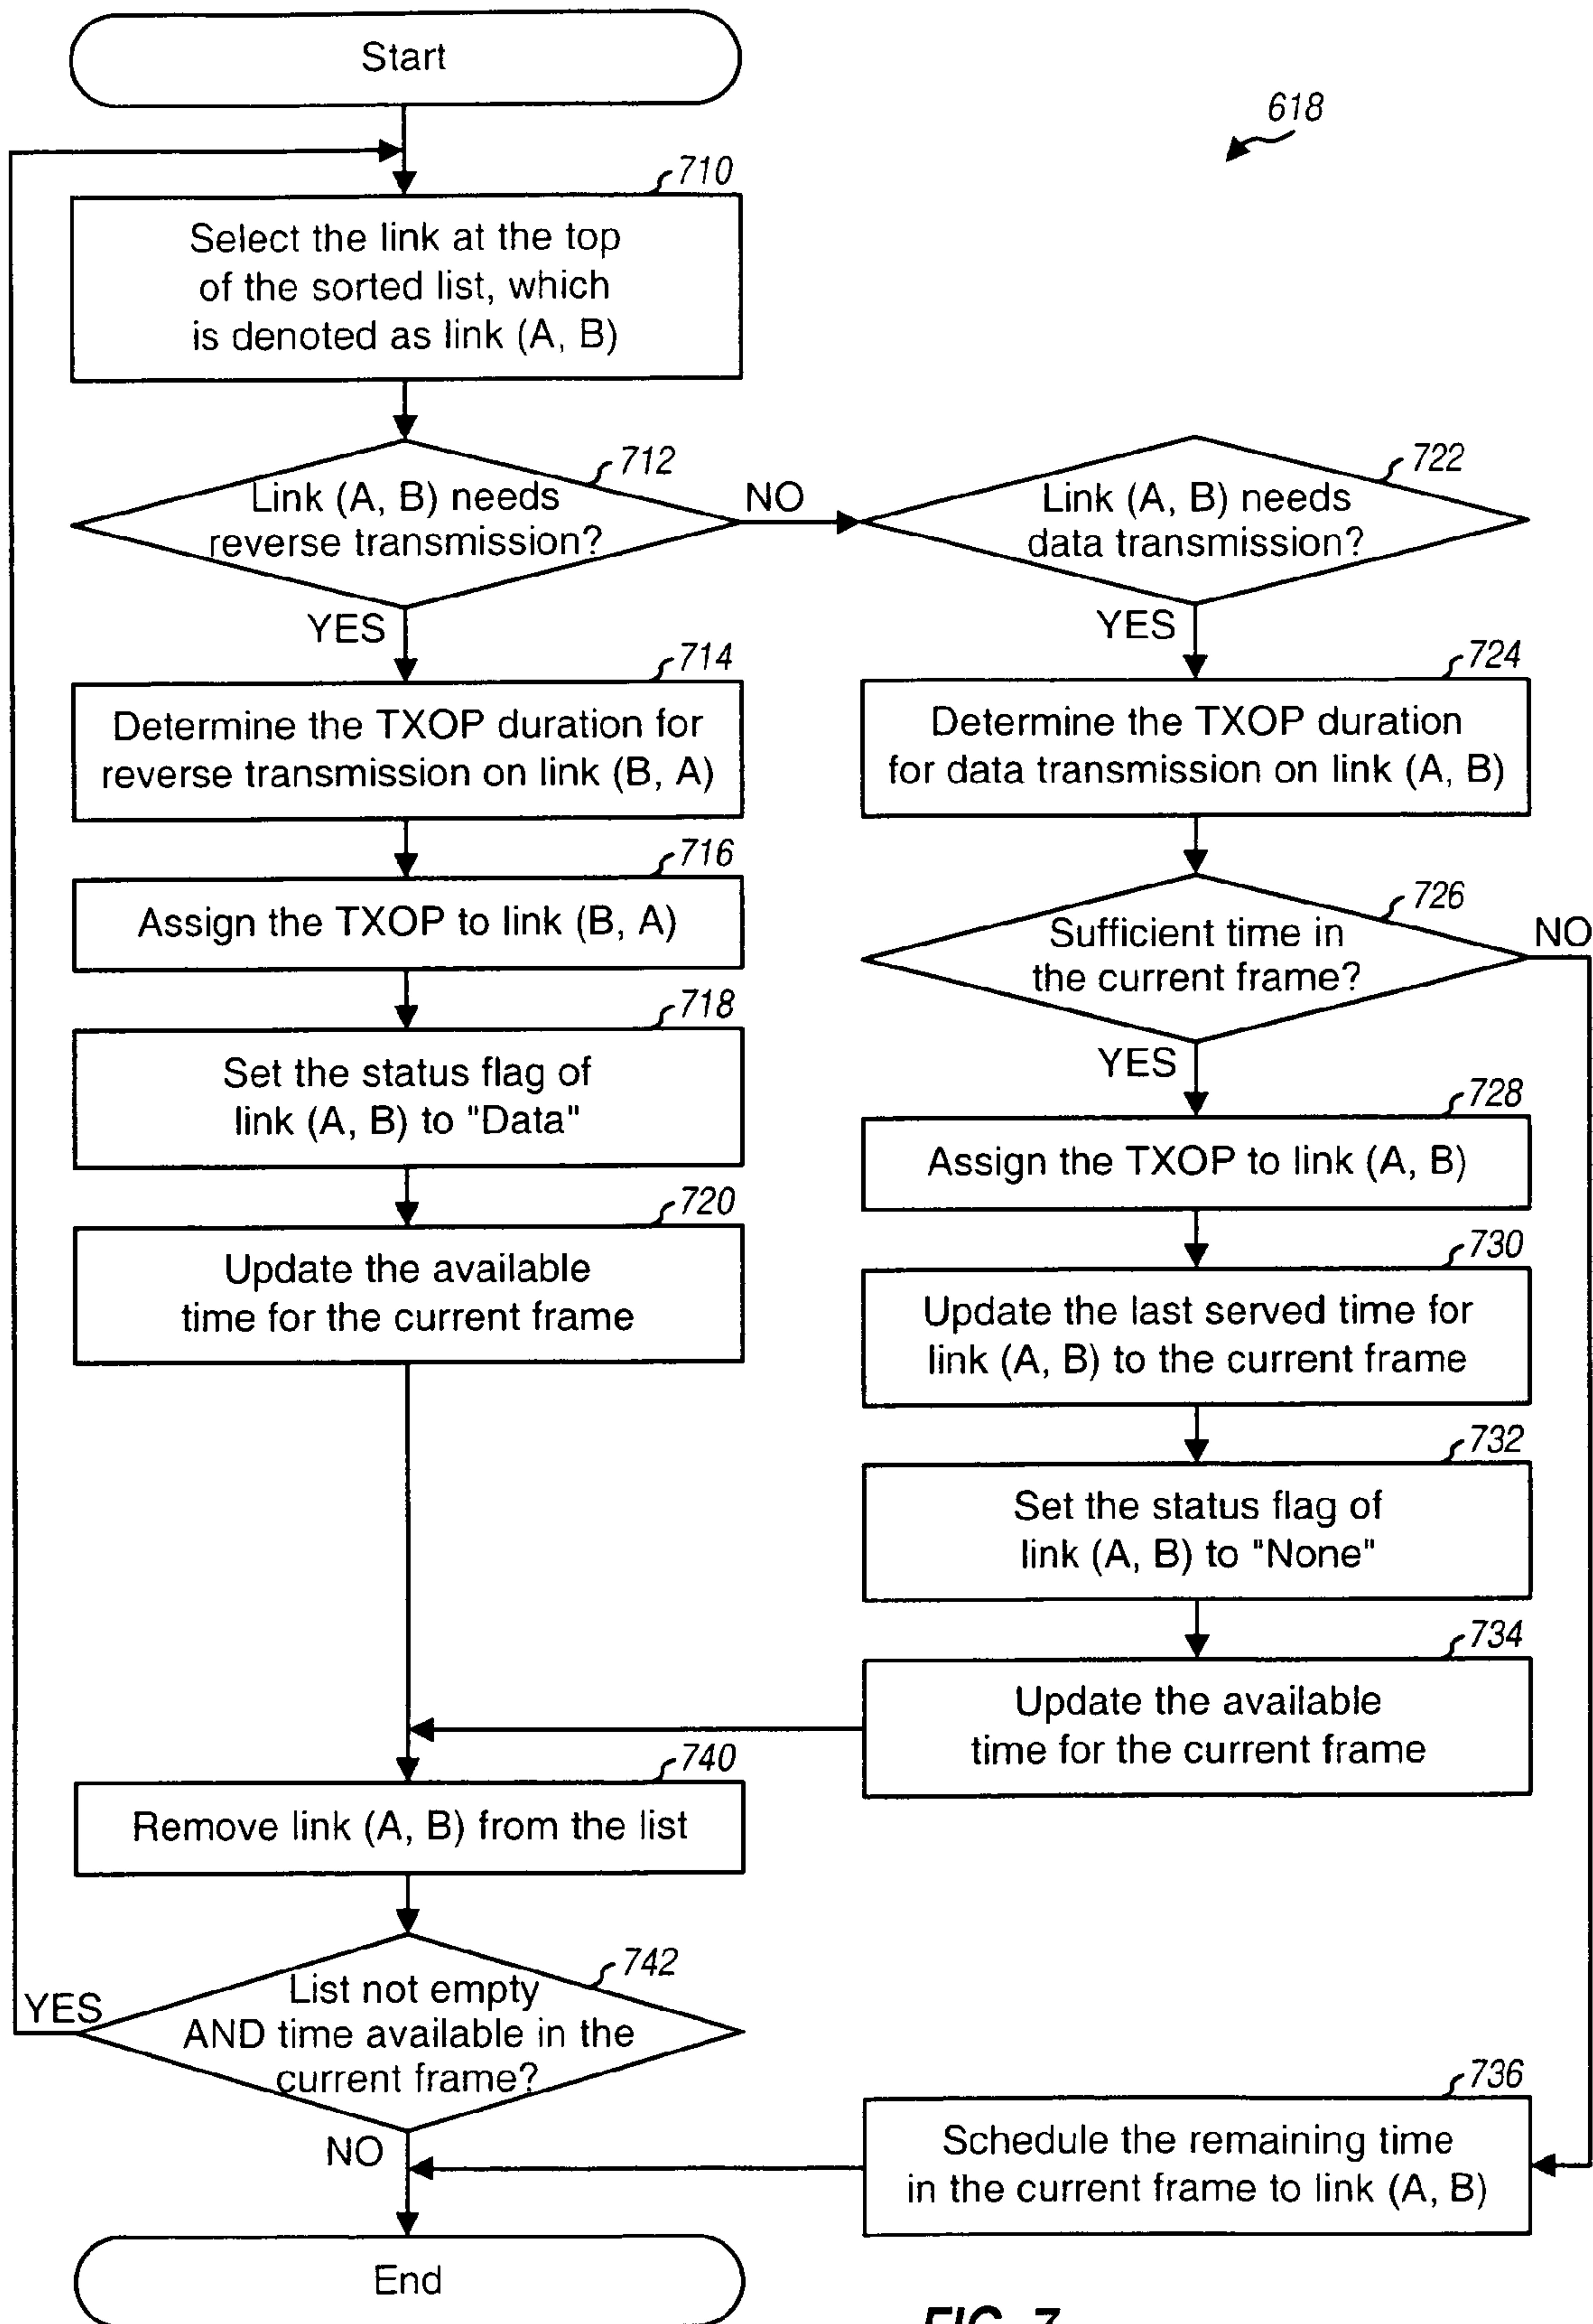 Start
618
710
Select the link at the top
of the sorted list, which
is denoted as link (A, B)
712
Link (A, B) needs
reverse transmission?
NO
YES
714
Determine the TXOP duration for
reverse transmission on link (B, A)
716
Assign the TXOP to link (B, A)
718
Set the status flag of
link (A, B) to "Data"
720
Update the available
time for the current frame
722
Link (A, B) needs
data transmission?
YES
724
Determine the TXOP duration
for data transmission on link (A, B)
726
Sufficient time in
the current frame?
NO
YES
728
Assign the TXOP to link (A, B)
730
Update the last served time for
link (A, B) to the current frame
732
Set the status flag of
link (A, B) to "None"
734
Update the available
time for the current frame
740
Remove link (A, B) from the list
742
List not empty
AND time available in the
current frame?
YES
NO
736
Schedule the remaining time
in the current frame to link (A, B)
End
FIG. 7